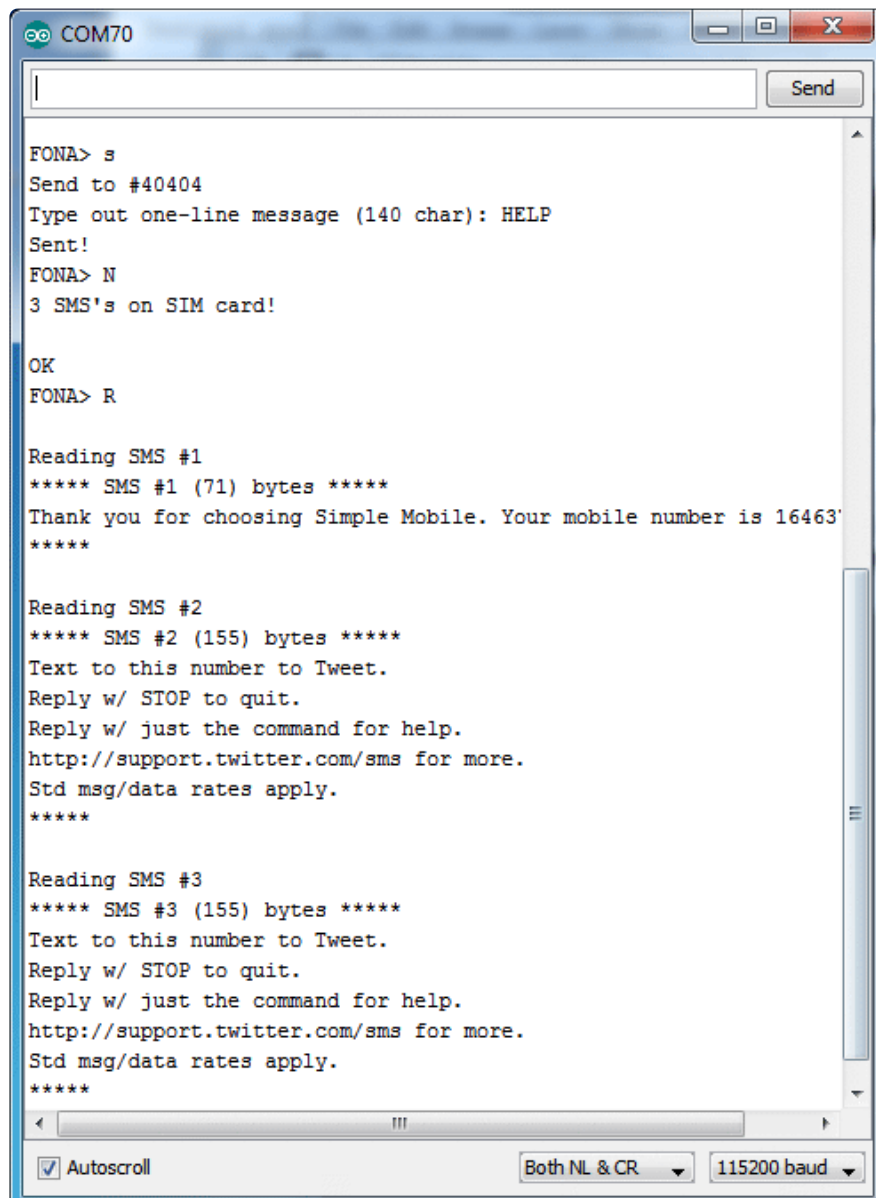 COM70
Send
FONA> s
Send to #40404
Type out one-line message (140 char): HELP
Sent!
FONA> N
3 SMS's on SIM card!
OK
FONA> R
Reading SMS #1
***** SMS #1 (71) bytes *****
Thank you for choosing Simple Mobile. Your mobile number is 16463
*****
Reading SMS #2
***** SMS #2 (155) bytes *****
Text to this number to Tweet.
Reply w/ STOP to quit.
Reply w/ just the command for help.
http://support.twitter.com/sms for more.
Std msg/data rates apply.
*****
Reading SMS #3
***** SMS #3 (155) bytes *****
Text to this number to Tweet.
Reply w/ STOP to quit.
Reply w/ just the command for help.
http://support.twitter.com/sms for more.
Std msg/data rates apply.
*****
Autoscroll Both NL & CR 115200 baud